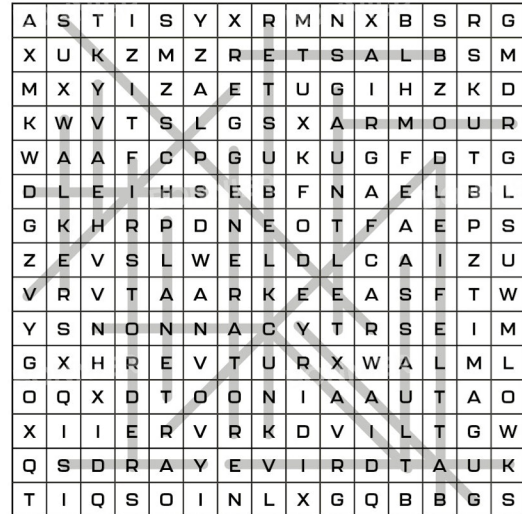 A S T I S Y X R M N X B S R G
X U K Z M Z R E T S A L B S M
M X Y I Z A E T U G I H Z K D
K W V T S L G S X A R M O U R
W A A F C P G U K U G F D T G
D L E I H S E B F N A E L B L
G K H R P D N E O T F A E P S
Z E V S L W E L D L C A I Z U
V R V T A A R K E E A S F T W
Y S N O N N A C Y T R S E I M
G X H R E V T U R X W A L M L
O Q X D T O O N I A A U T A O
X I I E R V R K D V I L T G W
Q S D R A Y E V I R D T A U K
T I Q S O I N L X G Q B B G S